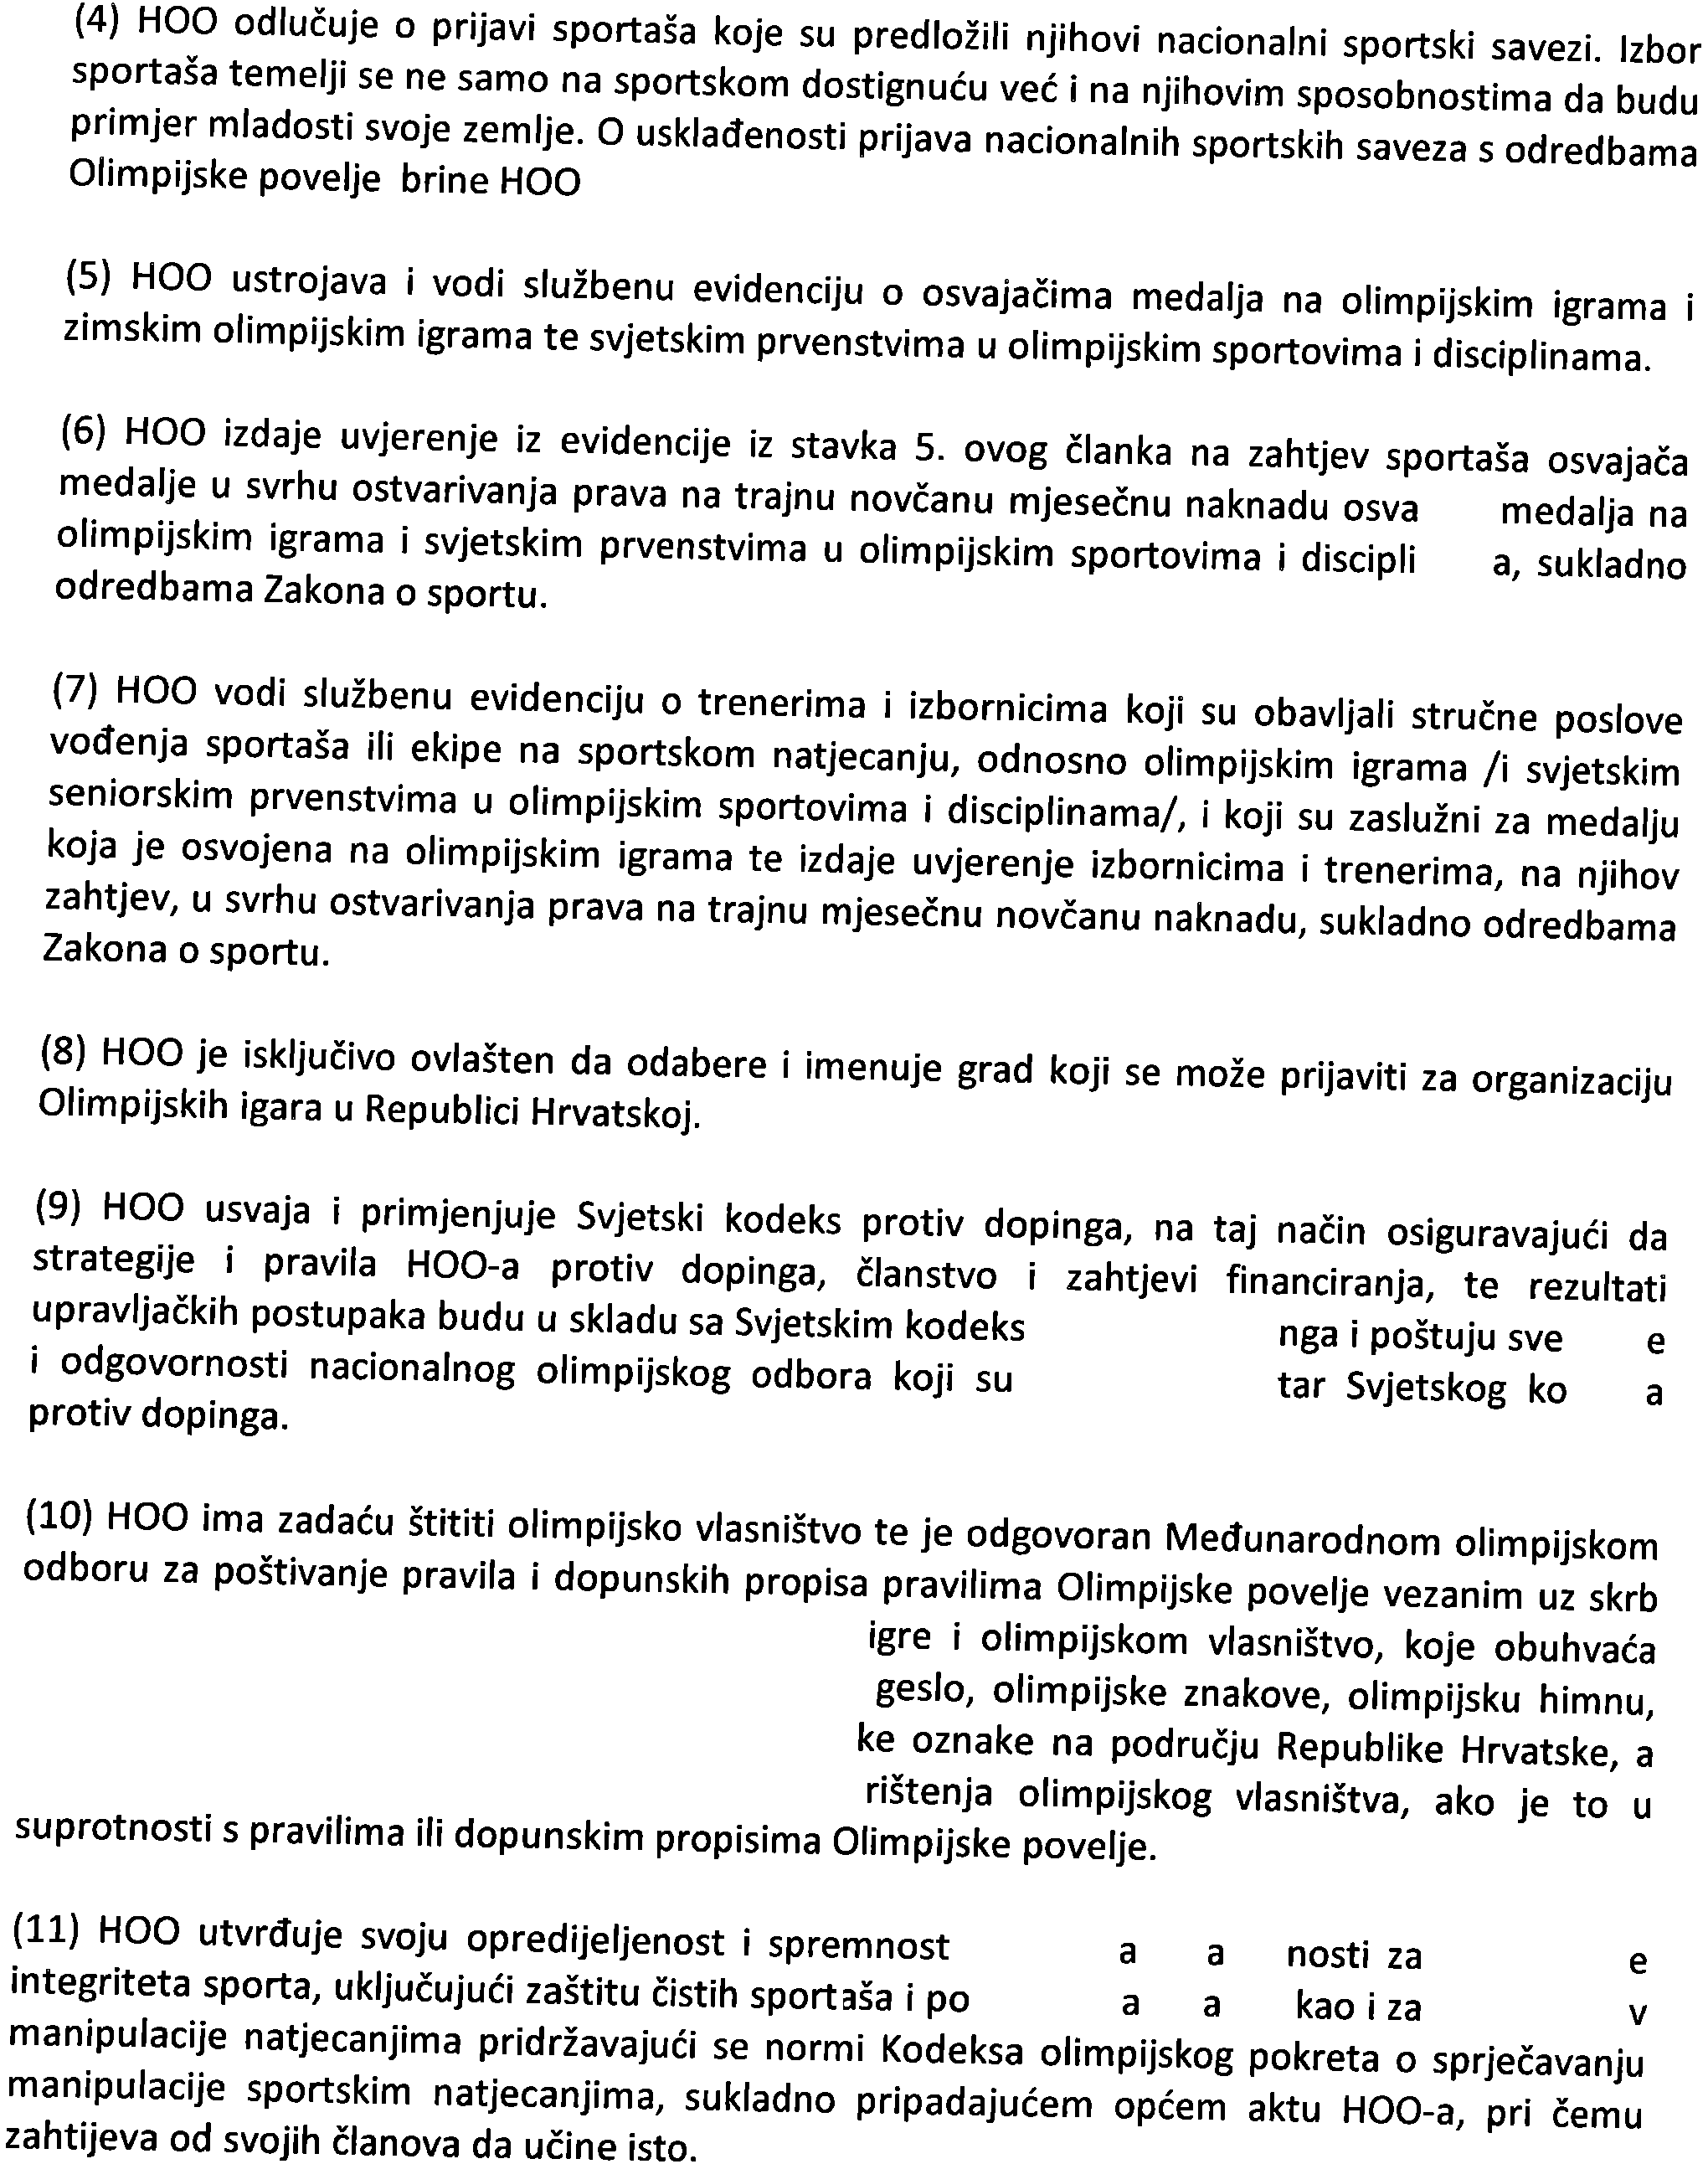 (4) HOO odlučuje o prijavi sportaša koje su predložili njihovi nacionalni sportski savezi. Izbor
sportaša temelji se ne samo na sportskom dostignuću već i na njihovim sposobnostima da budu
primjer mladosti svoje zemlje. O usklađenosti prijava nacionalnih sportskih saveza s odredbama
Olimpijske povelje brine HOO
(5) HOO ustrojava i vodi službenu evidenciju o osvajačima medalja na olimpijskim igrama i
zimskim olimpijskim igrama te svjetskim prvenstvima u olimpijskim sportovima i disciplinama.
(6) HOO izdaje uvjerenje iz evidencije iz stavka 5. ovog članka na zahtjev sportaša osvajača
medalje u svrhu ostvarivanja prava na trajnu novčanu mjesečnu naknadu osva medalja na
olimpijskim igrama i svjetskim prvenstvima u olimpijskim sportovima i discipli a, sukladno
odredbama Zakona o sportu.
(7) HOO vodi službenu evidenciju o trenerima i izbornicima koji su obavljali stručne poslove
vođenja sportaša ili ekipe na sportskom natjecanju, odnosno olimpijskim igrama /i svjetskim
seniorskim prvenstvima u olimpijskim sportovima i disciplinama/, i koji su zaslužni za medalju
koja je osvojena na olimpijskim igrama te izdaje uvjerenje izbornicima i trenerima, na njihov
zahtjev, u svrhu ostvarivanja prava na trajnu mjesečnu novčanu naknadu, sukladno odredbama
Zakona o sportu.
(8) HOO je isključivo ovlašten da odabere i imenuje grad koji se može prijaviti za organizaciju
Olimpijskih igara u Republici Hrvatskoj.
(9) HOO usvaja i primjenjuje Svjetski kodeks protiv dopinga, na taj način osiguravajući da
strategije i pravila HOO-a protiv dopinga, članstvo i zahtjevi financiranja, te rezultati
upravljačkih postupaka budu u skladu sa Svjetskim kodeks nga i poštuju sve e
i odgovornosti nacionalnog olimpijskog odbora koji su tar Svjetskog ko a
protiv dopinga.
(10) HOO ima zadaću štititi olimpijsko vlasništvo te je odgovoran Međunarodnom olimpijskom
odboru za poštivanje pravila i dopunskih propisa pravilima Olimpijske povelje vezanim uz skrb
igre i olimpijskom vlasništvo, koje obuhvaća
geslo, olimpijske znakove, olimpijsku himnu,
ke oznake na području Republike Hrvatske, a
rištenja olimpijskog vlasništva, ako je to u
suprotnosti s pravilima ili dopunskim propisima Olimpijske povelje.
(11) HOO utvrđuje svoju opredijeljenost i spremnost a a nosti za e
integriteta sporta, uključujući zaštitu čistih sportaša i po a a kao i za v
manipulacije natjecanjima pridržavajući se normi Kodeksa olimpijskog pokreta o sprječavanju
manipulacije sportskim natjecanjima, sukladno pripadajućem općem aktu HOO-a, pri čemu
zahtijeva od svojih članova da učine isto.